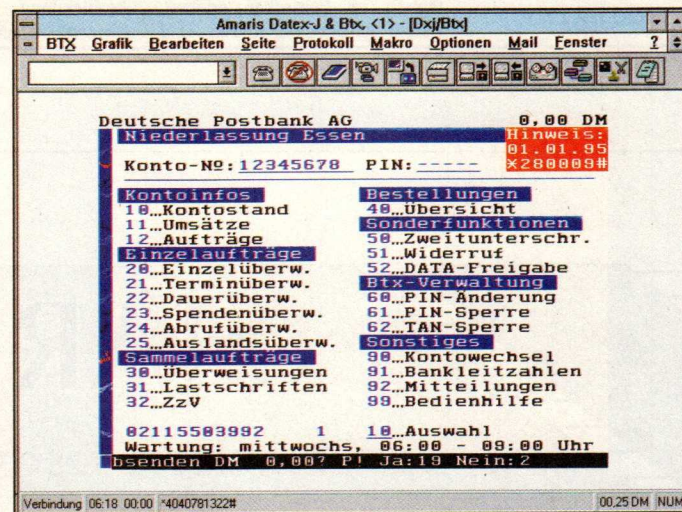 Amaris Datex-J & Btx, <1> - [Dxj/Btx]
BTX Grafik Bearbeiten Seite Protokoll Makro Optionen Mail Fenster ?
Deutsche Postbank AG 0,00 DM
Niederlassung Essen Hinweis:
01.01.95
Konto-Nº: 12345678 PIN: ----- *280009#
Kontoinfos Bestellungen
10…Kontostand 40…Übersicht
11…Umsätze Sonderfunktionen
12…Aufträge 50…Zweitunterschr.
Einzelaufträge 51…Widerruf
20…Einzelüberw. 52…DATA-Freigabe
21…Terminüberw. Btx-Verwaltung
22…Dauerüberw. 60…PIN-Änderung
23…Spendenüberw. 61…PIN-Sperre
24…Abrufüberw. 62…TAN-Sperre
25…Auslandsüberw. Sonstiges
Sammelaufträge 90…Kontowechsel
30…Überweisungen 91…Bankleitzahlen
31…Lastschriften 92…Mitteilungen
32…ZzV 99…Bedienhilfe
02115503992 1 10…Auswahl
Wartung: mittwochs, 06:00 - 09:00 Uhr
bsenden DM 0,00? P! Ja:19 Nein:2
Verbindung 06:18 00:00 *4040781322# 00,25 DM NUM